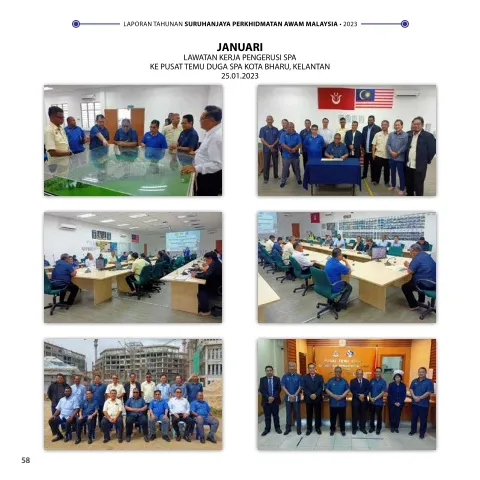 LAPORAN TAHUNAN SURUHANJAYA PERKHIDMATAN AWAM MALAYSIA • 2023
JANUARI
LAWATAN KERJA PENGERUSI SPA
KE PUSAT TEMU DUGA SPA KOTA BHARU, KELANTAN
25.01.2023
58